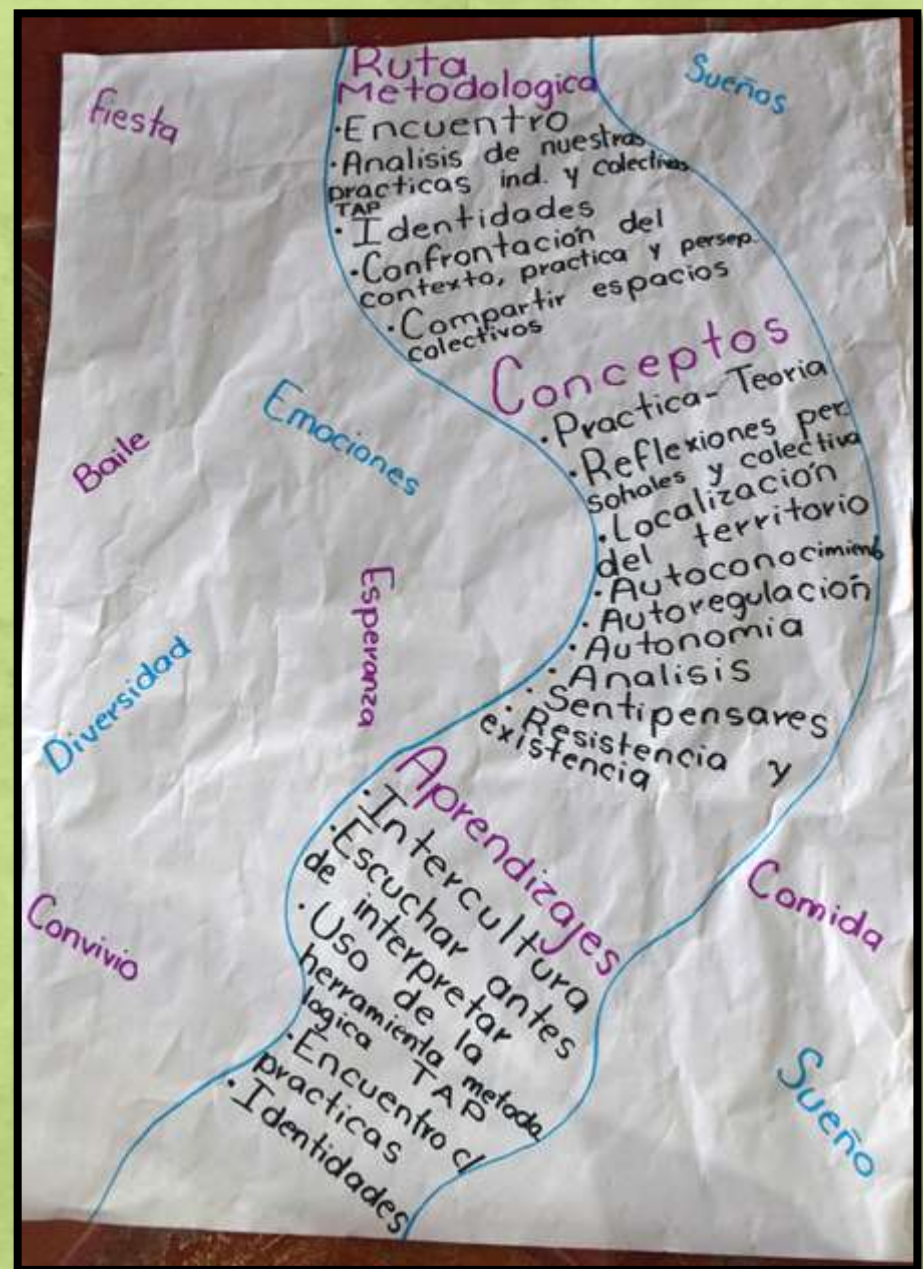 Ruta
Metodologica
·Encuentro
·Analisis de nuestras
practicas ind. y colectivas
TAP
·Identidades
·Confrontación del
contexto, practica y persep.
·Compartir espacios
colectivos
Sueños
fiesta
Conceptos
·Practica-Teoria
·Reflexiones per
sonales y colectiva
·Localización
del territorio
·Autoconocimiento
·Autoregulación
·Autonomia
·Analisis
·Sentipensares
·Resistencia y
existencia
Emociones
Baile
Esperanza
Diversidad
Aprendizajes
·Intercultura
·Escuchar antes
de interpretar
·Uso de la
herramienta metodo
logica TAP
·Encuentro c/
practicas
·Identidades
Convivio
Comida
Sueño